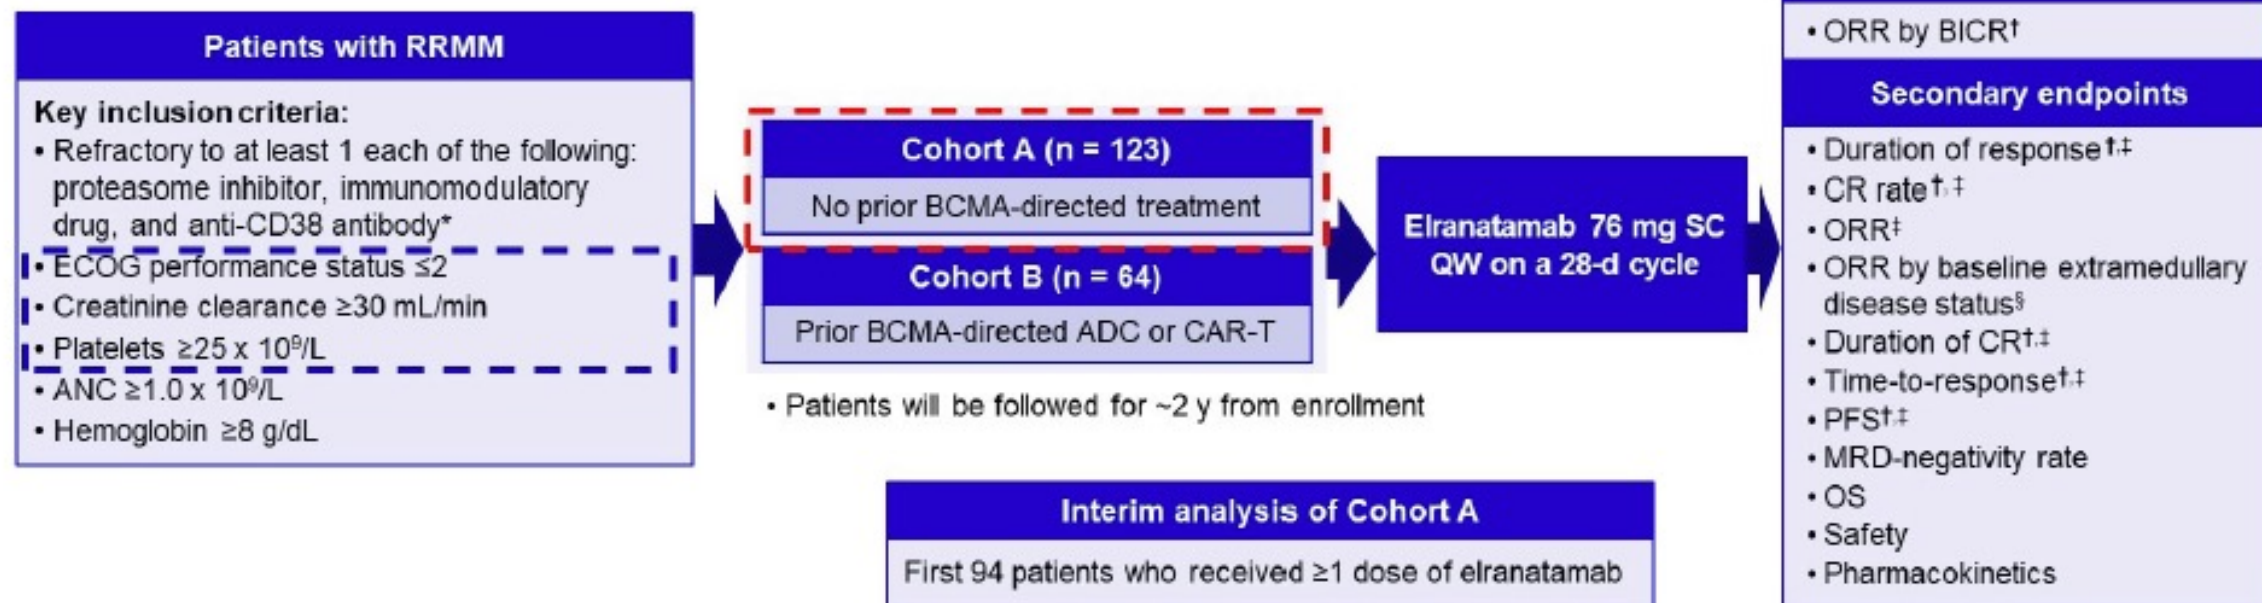 Patients with RRMM
Key inclusion criteria:
• Refractory to at least 1 each of the following:
proteasome inhibitor, immunomodulatory
drug, and anti-CD38 antibody*
• ECOG performance status ≤2
• Creatinine clearance ≥30 mL/min
• Platelets ≥25 x 10⁹/L
• ANC ≥1.0 x 10⁹/L
• Hemoglobin ≥8 g/dL
Cohort A (n = 123)
No prior BCMA-directed treatment
Cohort B (n = 64)
Prior BCMA-directed ADC or CAR-T
• Patients will be followed for ~2 y from enrollment
Interim analysis of Cohort A
First 94 patients who received ≥1 dose of elranatamab
Elranatamab 76 mg SC
QW on a 28-d cycle
• ORR by BICR†
Secondary endpoints
• Duration of response†,‡
• CR rate†,‡
• ORR‡
• ORR by baseline extramedullary
disease status§
• Duration of CR†,‡
• Time-to-response†,‡
• PFS†,‡
• MRD-negativity rate
• OS
• Safety
• Pharmacokinetics